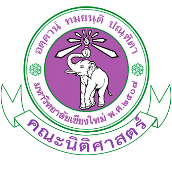 อตฺตานํ ทมยนฺติ ปณฺฑิตา
มหาวิทยาลัยเชียงใหม่ พ.ศ.๒๕๐๗
คณะนิติศาสตร์